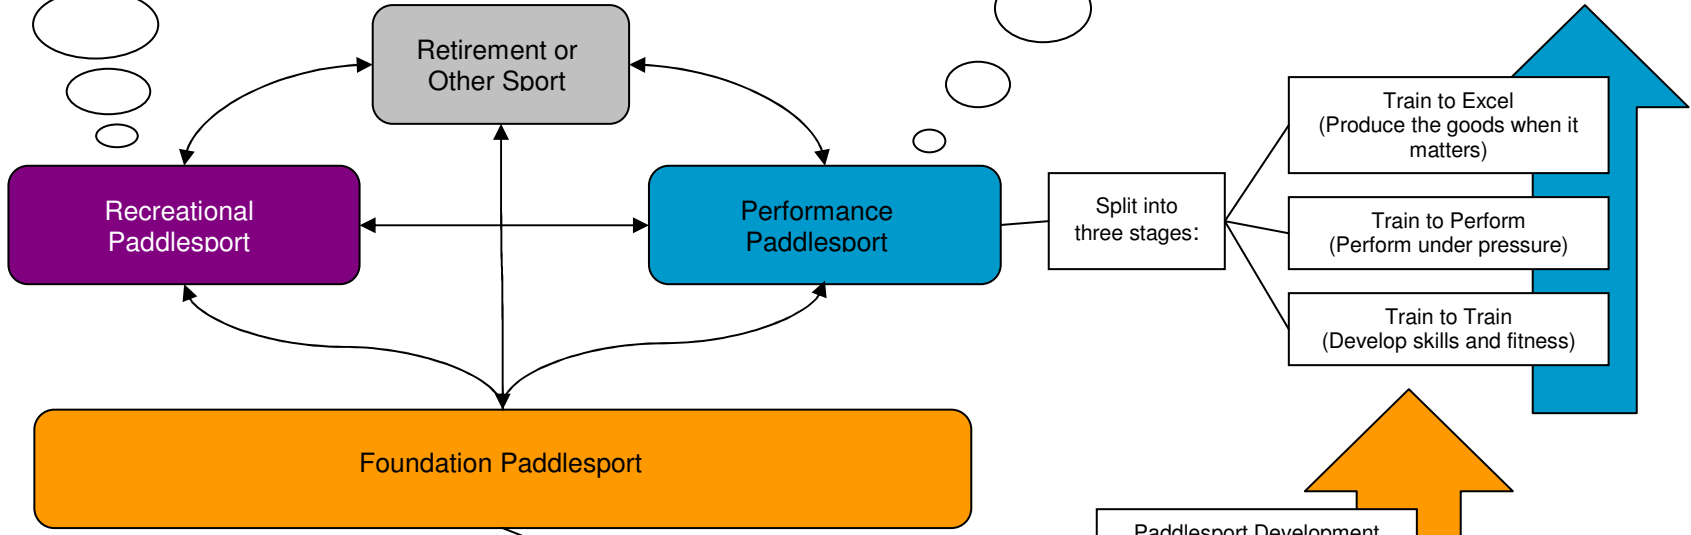 Retirement or
Other Sport
Recreational
Paddlesport
Performance
Paddlesport
Split into
three stages:
Train to Excel
(Produce the goods when it
matters)
Train to Perform
(Perform under pressure)
Train to Train
(Develop skills and fitness)
Foundation Paddlesport
Paddlesport Development